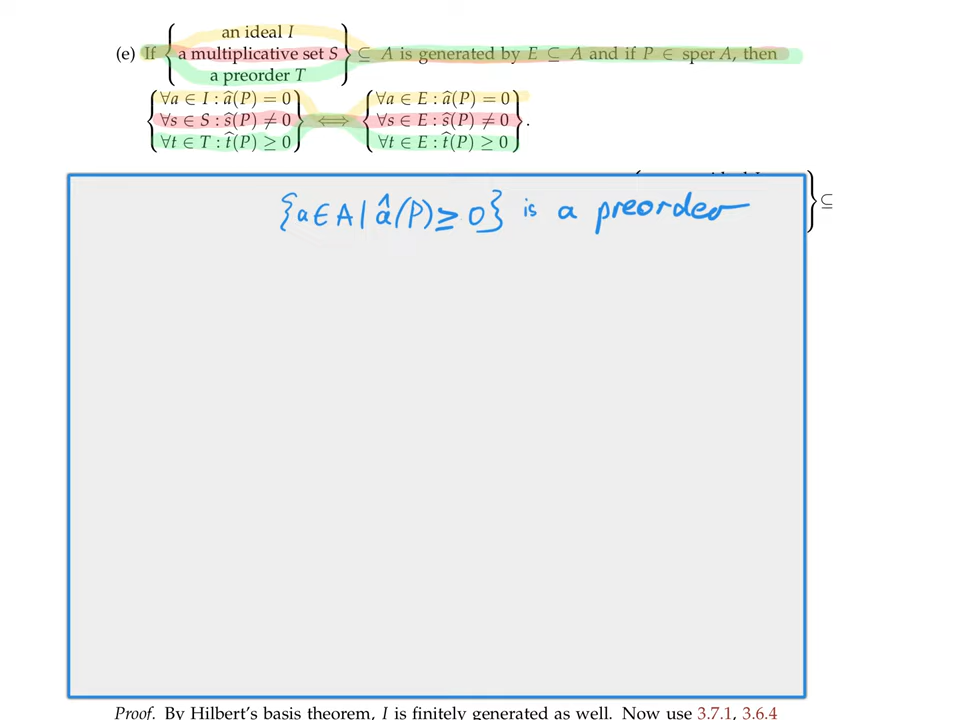 an ideal I
(e) If { a multiplicative set S } ⊆ A is generated by E ⊆ A and if P ∈ sper A, then
a preorder T
∀a ∈ I : â(P) = 0 ∀a ∈ E : â(P) = 0
∀s ∈ S : ŝ(P) ≠ 0 ⟺ ∀s ∈ E : ŝ(P) ≠ 0 .
∀t ∈ T : t̂(P) ≥ 0 ∀t ∈ E : t̂(P) ≥ 0
} ⊆
{a ∈ A | â(P) ≥ 0} is a preorder
Proof. By Hilbert's basis theorem, I is finitely generated as well. Now use 3.7.1, 3.6.4